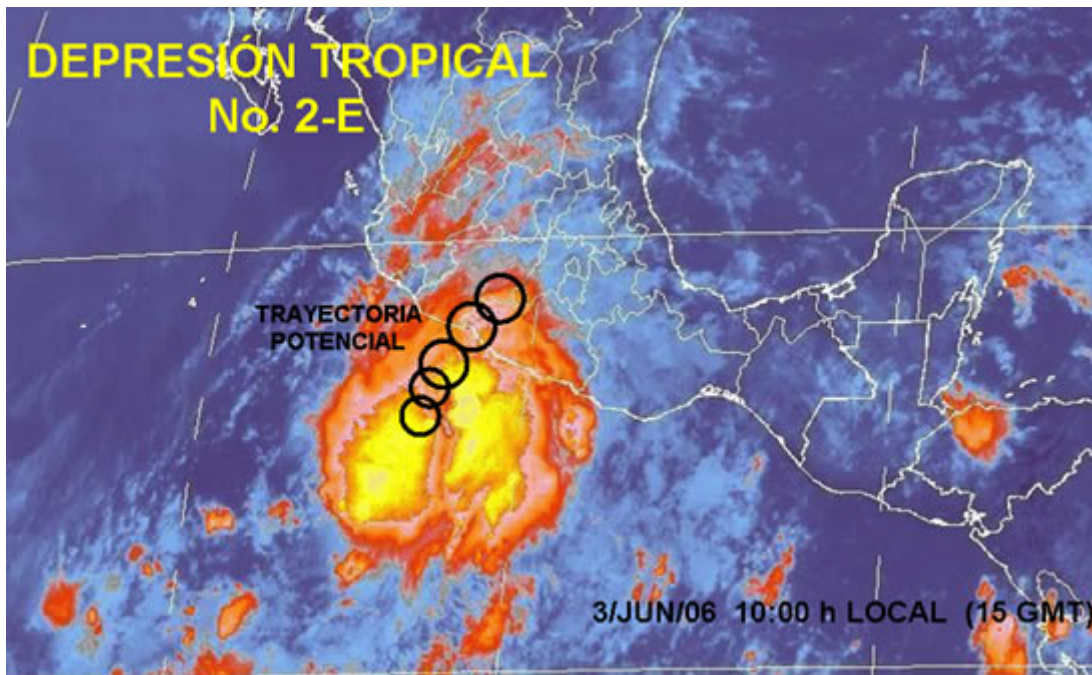 DEPRESIÓN TROPICAL
No. 2-E
TRAYECTORIA
POTENCIAL
3/JUN/06 10:00 h LOCAL (15 GMT)